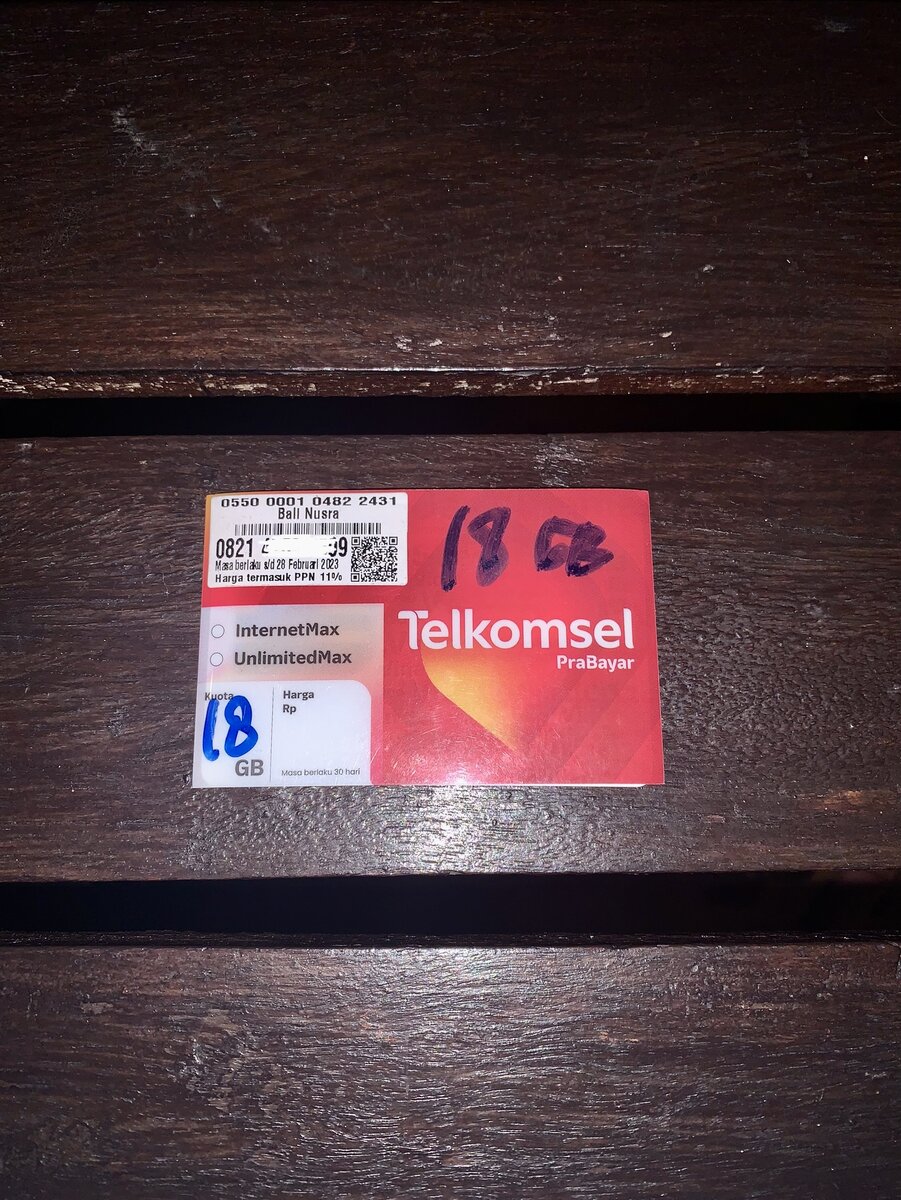 0550 0001 0482 2431
Bali Nusra
0821 39
Masa berlaku s/d 28 Februari 2023
Harga termasuk PPN 11%
18 GB
InternetMax
UnlimitedMax
Telkomsel
PraBayar
Kuota
18
GB
Harga
Rp
Masa berlaku 30 hari